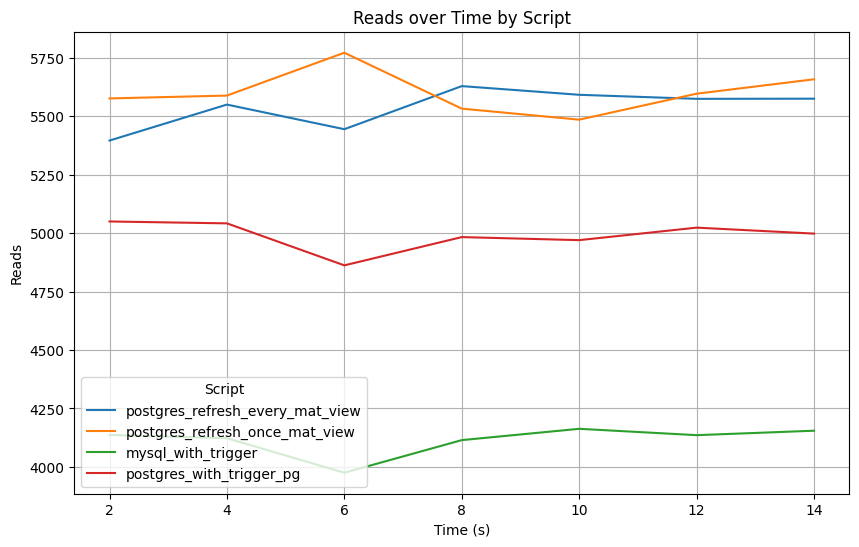 Reads over Time by Script
5750
5500
5250
5000
4750
4500
4250
4000
Reads
Script
postgres_refresh_every_mat_view
postgres_refresh_once_mat_view
mysql_with_trigger
postgres_with_trigger_pg
2 4 6 8 10 12 14
Time (s)